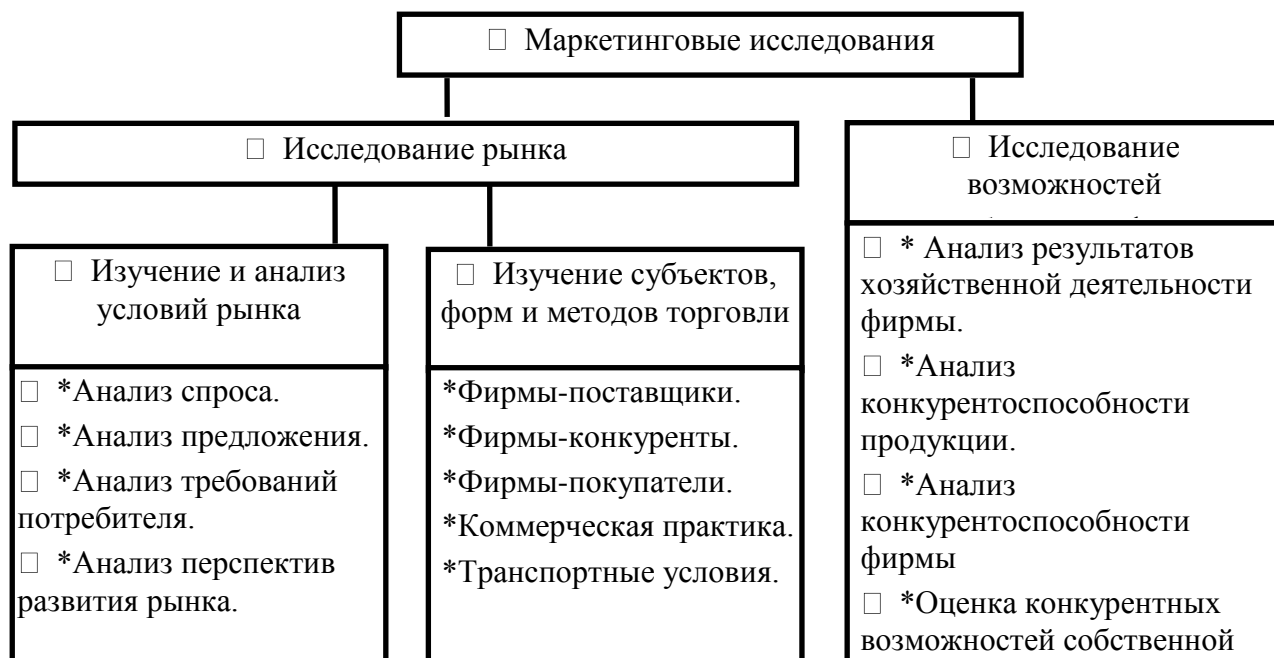 □ Маркетинговые исследования
□ Исследование рынка
□ Исследование
возможностей
□ Изучение и анализ
условий рынка
□ *Анализ спроса.
□ *Анализ предложения.
□ *Анализ требований
потребителя.
□ *Анализ перспектив
развития рынка.
□ Изучение субъектов,
форм и методов торговли
*Фирмы-поставщики.
*Фирмы-конкуренты.
*Фирмы-покупатели.
*Коммерческая практика.
*Транспортные условия.
□ * Анализ результатов
хозяйственной деятельности
фирмы.
□ *Анализ
конкурентоспособности
продукции.
□ *Анализ
конкурентоспособности
фирмы
□ *Оценка конкурентных
возможностей собственной